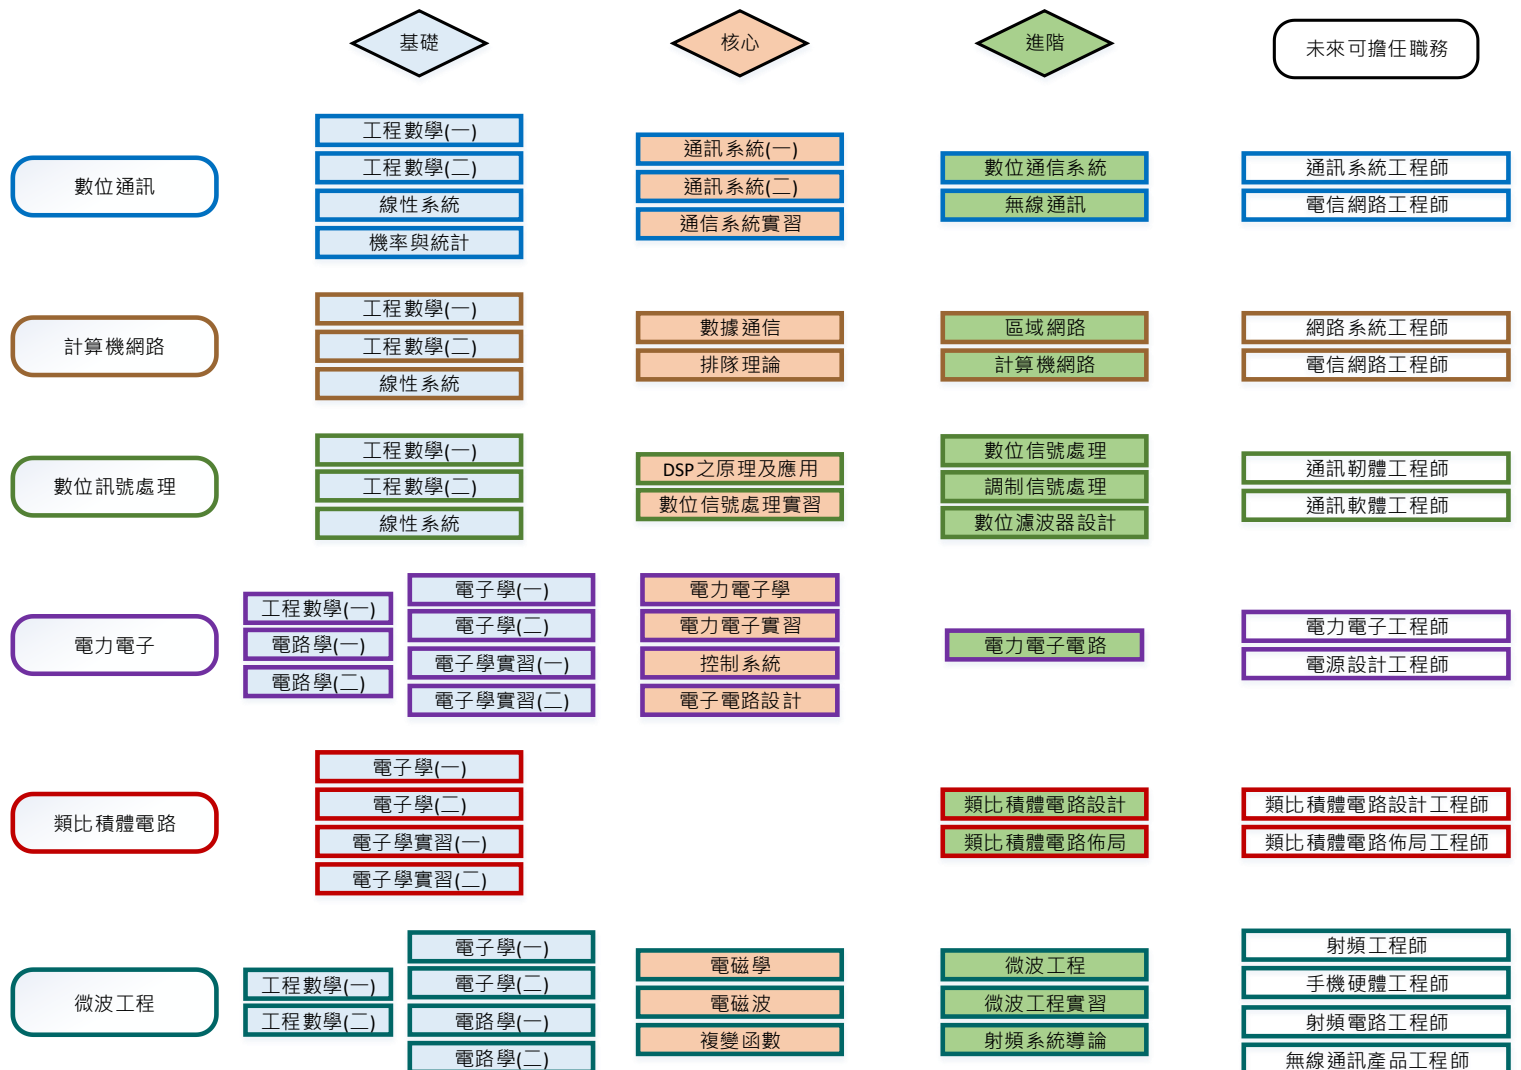 基礎
核心
進階
未來可擔任職務
數位通訊
工程數學(一)
工程數學(二)
線性系統
機率與統計
通訊系統(一)
通訊系統(二)
通信系統實習
數位通信系統
無線通訊
通訊系統工程師
電信網路工程師
計算機網路
工程數學(一)
工程數學(二)
線性系統
數據通信
排隊理論
區域網路
計算機網路
網路系統工程師
電信網路工程師
數位訊號處理
工程數學(一)
工程數學(二)
線性系統
DSP之原理及應用
數位信號處理實習
數位信號處理
調制信號處理
數位濾波器設計
通訊韌體工程師
通訊軟體工程師
電力電子
工程數學(一)
電路學(一)
電路學(二)
電子學(一)
電子學(二)
電子學實習(一)
電子學實習(二)
電力電子學
電力電子實習
控制系統
電子電路設計
電力電子電路
電力電子工程師
電源設計工程師
類比積體電路
電子學(一)
電子學(二)
電子學實習(一)
電子學實習(二)
類比積體電路設計
類比積體電路佈局
類比積體電路設計工程師
類比積體電路佈局工程師
微波工程
工程數學(一)
工程數學(二)
電子學(一)
電子學(二)
電路學(一)
電路學(二)
電磁學
電磁波
複變函數
微波工程
微波工程實習
射頻系統導論
射頻工程師
手機硬體工程師
射頻電路工程師
無線通訊產品工程師